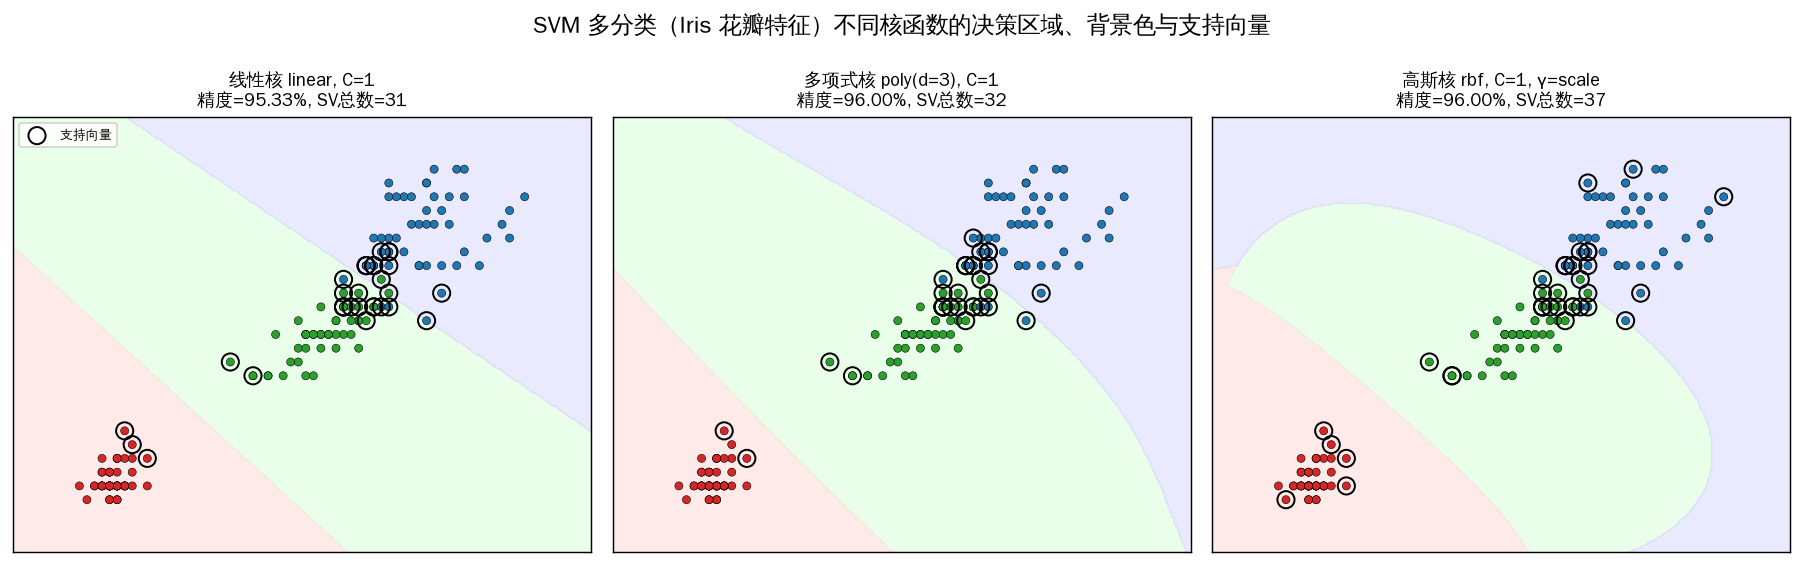 SVM 多分类（Iris 花瓣特征）不同核函数的决策区域、背景色与支持向量
线性核 linear, C=1
精度=95.33%, SV总数=31
支持向量
多项式核 poly(d=3), C=1
精度=96.00%, SV总数=32
高斯核 rbf, C=1, γ=scale
精度=96.00%, SV总数=37